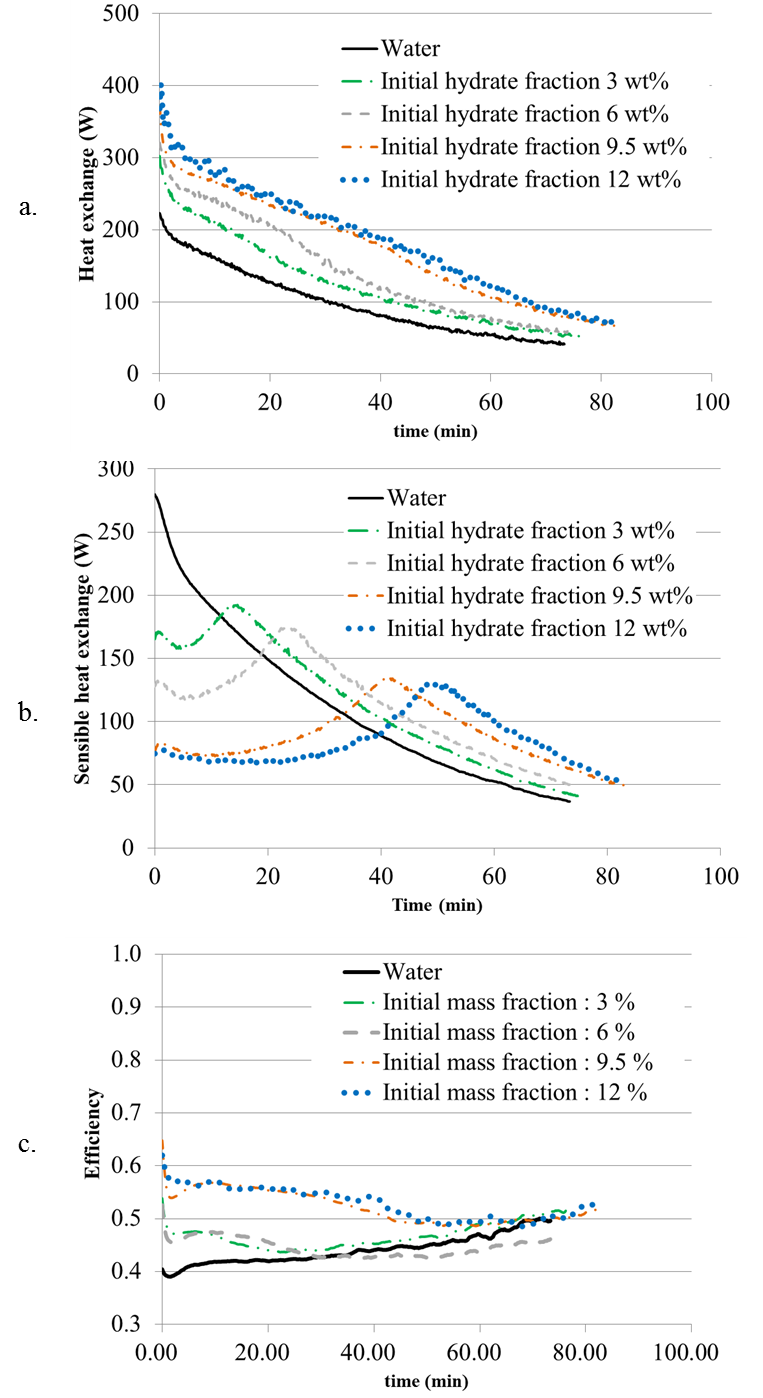 a.
Heat exchange (W)
500
400
300
200
100
0
Water
Initial hydrate fraction 3 wt%
Initial hydrate fraction 6 wt%
Initial hydrate fraction 9.5 wt%
Initial hydrate fraction 12 wt%
0 20 40 60 80 100
time (min)
b.
Sensible heat exchange (W)
300
250
200
150
100
50
0
Water
Initial hydrate fraction 3 wt%
Initial hydrate fraction 6 wt%
Initial hydrate fraction 9.5 wt%
Initial hydrate fraction 12 wt%
0 20 40 60 80 100
Time (min)
c.
Efficiency
1.0
0.9
0.8
0.7
0.6
0.5
0.4
0.3
Water
Initial mass fraction : 3 %
Initial mass fraction : 6 %
Initial mass fraction : 9.5 %
Initial mass fraction : 12 %
0.00 20.00 40.00 60.00 80.00 100.00
time (min)